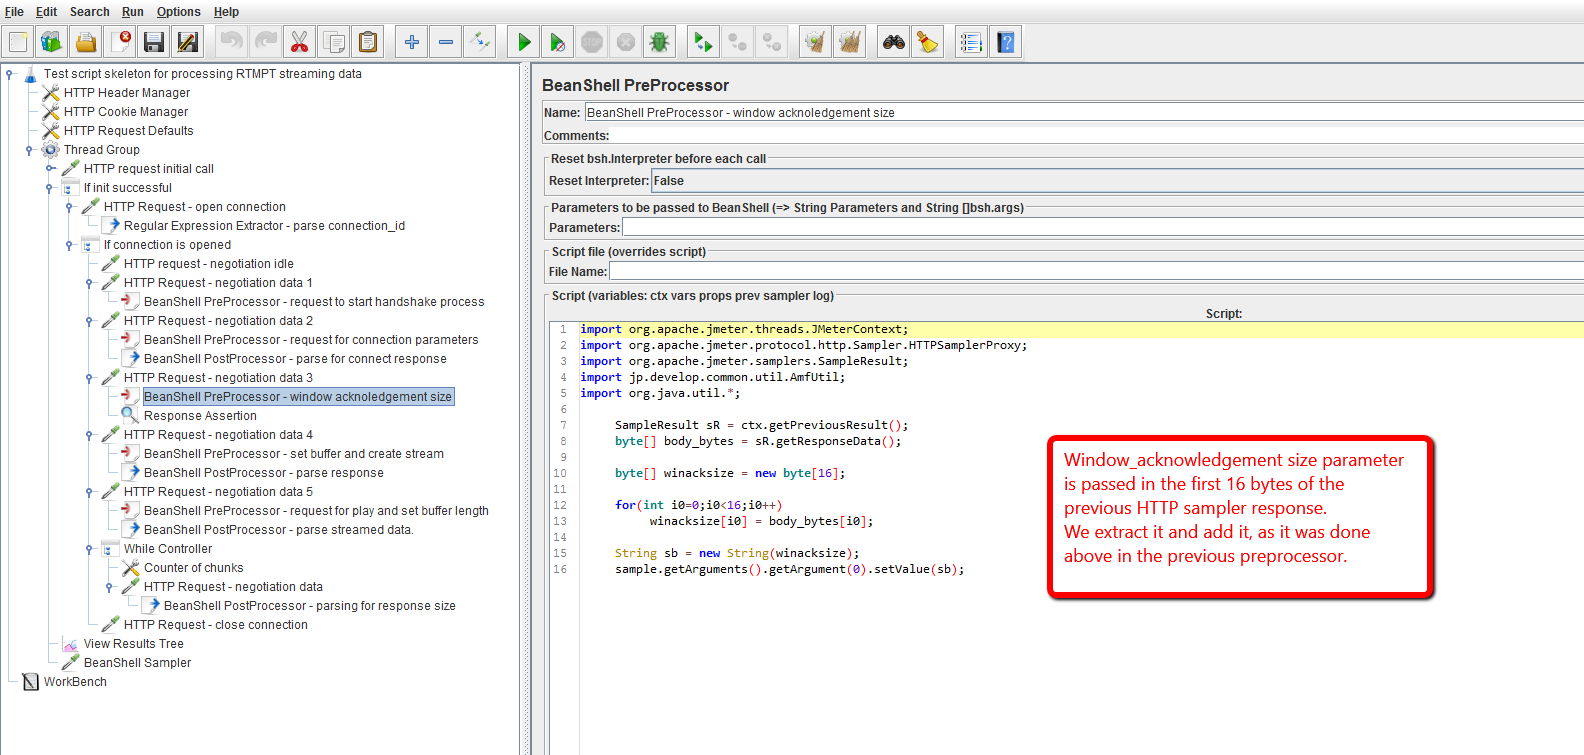 File Edit Search Run Options Help
Test script skeleton for processing RTMPT streaming data
HTTP Header Manager
HTTP Cookie Manager
HTTP Request Defaults
Thread Group
HTTP request initial call
If init successful
HTTP Request - open connection
Regular Expression Extractor - parse connection_id
If connection is opened
HTTP request - negotiation idle
HTTP Request - negotiation data 1
BeanShell PreProcessor - request to start handshake process
HTTP Request - negotiation data 2
BeanShell PreProcessor - request for connection parameters
BeanShell PostProcessor - parse for connect response
HTTP Request - negotiation data 3
BeanShell PreProcessor - window acknoledgement size
Response Assertion
HTTP Request - negotiation data 4
BeanShell PreProcessor - set buffer and create stream
BeanShell PostProcessor - parse response
HTTP Request - negotiation data 5
BeanShell PreProcessor - request for play and set buffer length
BeanShell PostProcessor - parse streamed data.
While Controller
Counter of chunks
HTTP Request - negotiation data
BeanShell PostProcessor - parsing for response size
HTTP Request - close connection
View Results Tree
BeanShell Sampler
WorkBench
BeanShell PreProcessor
Name: BeanShell PreProcessor - window acknoledgement size
Comments:
Reset bsh.Interpreter before each call
Reset Interpreter: False
Parameters to be passed to BeanShell (=> String Parameters and String []bsh.args)
Parameters:
Script file (overrides script)
File Name:
Script (variables: ctx vars props prev sampler log)
Script:
1 import org.apache.jmeter.threads.JMeterContext;
2 import org.apache.jmeter.protocol.http.Sampler.HTTPSamplerProxy;
3 import org.apache.jmeter.samplers.SampleResult;
4 import jp.develop.common.util.AmfUtil;
5 import org.java.util.*;
6
7 SampleResult sR = ctx.getPreviousResult();
8 byte[] body_bytes = sR.getResponseData();
9
10 byte[] winacksize = new byte[16];
11
12 for(int i0=0;i0<16;i0++)
13 winacksize[i0] = body_bytes[i0];
14
15 String sb = new String(winacksize);
16 sample.getArguments().getArgument(0).setValue(sb);
Window_acknowledgement size parameter
is passed in the first 16 bytes of the
previous HTTP sampler response.
We extract it and add it, as it was done
above in the previous preprocessor.